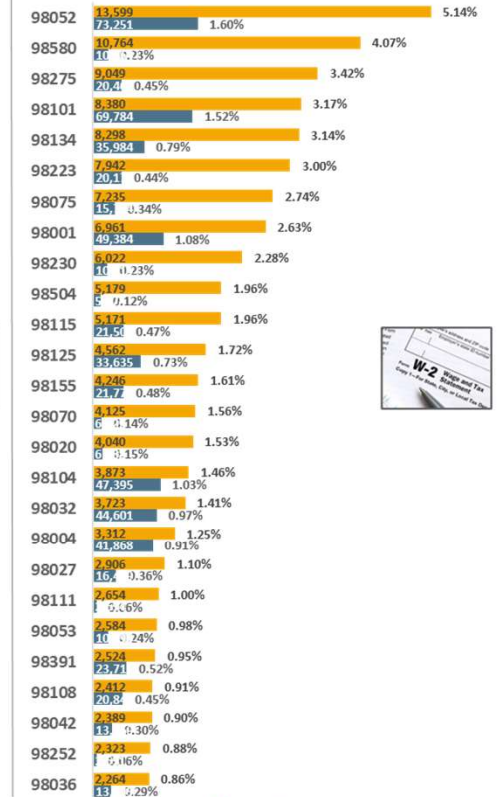 98052 13,599 5.14%
73,251 1.60%
98580 10,764 4.07%
98275 9,049 3.42%
0.45%
98101 8,380 3.17%
69,784 1.52%
98134 8,298 3.14%
35,984 0.79%
98223 7,942 3.00%
0.44%
98075 7,235 2.74%
98001 6,961 2.63%
49,384 1.08%
98230 6,022 2.28%
98504 5,179 1.96%
98115 5,171 1.96%
0.47%
98125 4,562 1.72%
33,635 0.73%
98155 4,246 1.61%
0.48%
98070 4,125 1.56%
98020 4,040 1.53%
98104 3,873 1.46%
47,395 1.03%
98032 3,723 1.41%
44,601 0.97%
98004 3,312 1.25%
41,868 0.91%
98027 2,906 1.10%
98111 2,654 1.00%
98053 2,584 0.98%
98391 2,524 0.95%
0.52%
98108 2,412 0.91%
0.45%
98042 2,389 0.90%
98252 2,323 0.88%
98036 2,264 0.86%
Form W-2 Wage and Tax
Statement
Copy 1—For State, City, or Local Tax